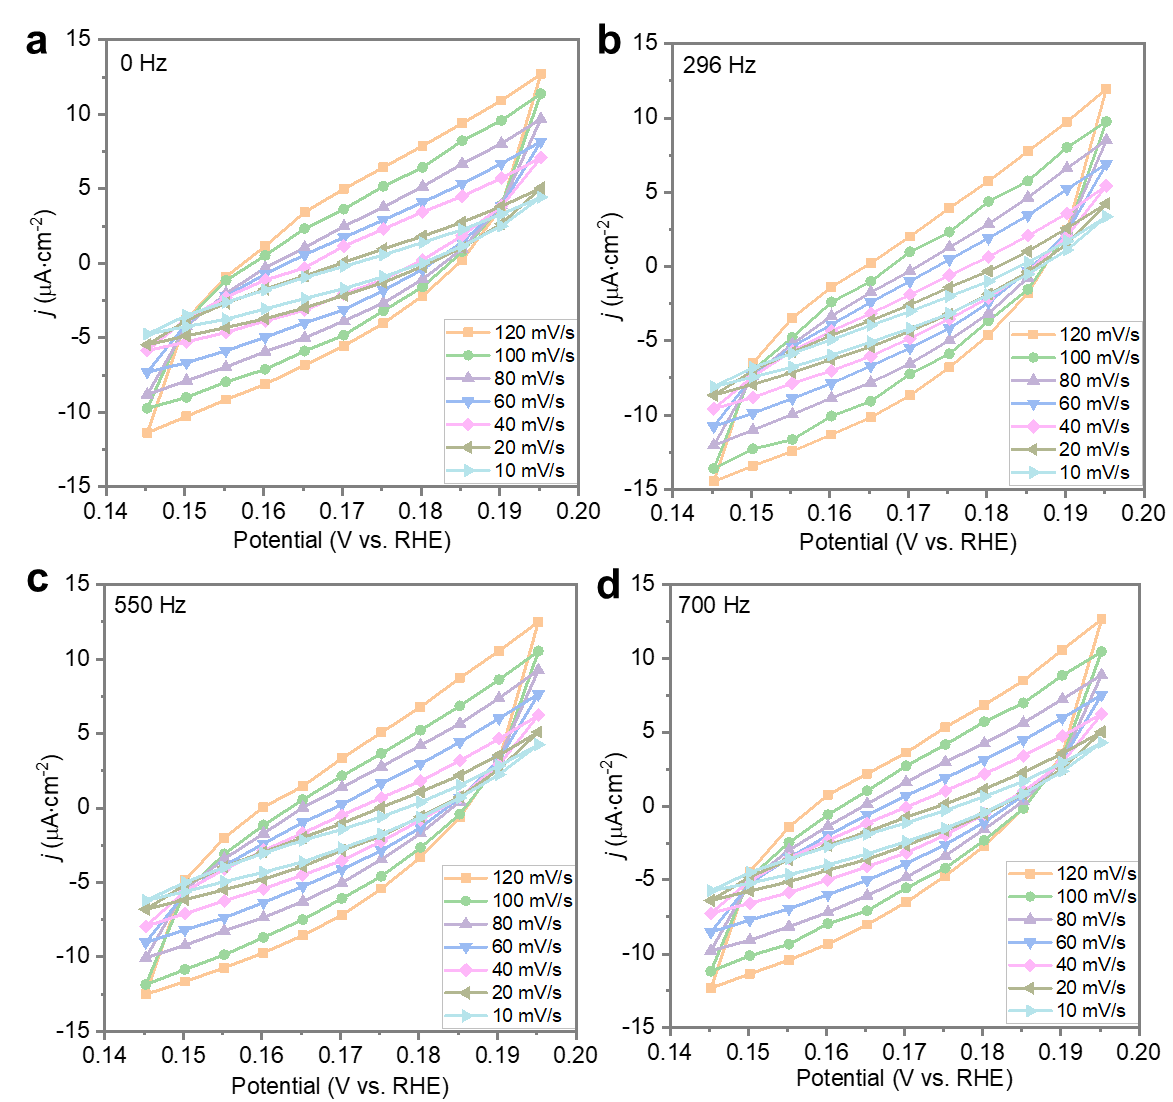 a
0 Hz
15
10
5
0
-5
-10
-15
j (μA·cm-2)
120 mV/s
100 mV/s
80 mV/s
60 mV/s
40 mV/s
20 mV/s
10 mV/s
0.14 0.15 0.16 0.17 0.18 0.19 0.20
Potential (V vs. RHE)
b
296 Hz
15
10
5
0
-5
-10
-15
j (μA·cm-2)
120 mV/s
100 mV/s
80 mV/s
60 mV/s
40 mV/s
20 mV/s
10 mV/s
0.14 0.15 0.16 0.17 0.18 0.19 0.20
Potential (V vs. RHE)
c
550 Hz
15
10
5
0
-5
-10
-15
j (μA·cm-2)
120 mV/s
100 mV/s
80 mV/s
60 mV/s
40 mV/s
20 mV/s
10 mV/s
0.14 0.15 0.16 0.17 0.18 0.19 0.20
Potential (V vs. RHE)
d
700 Hz
15
10
5
0
-5
-10
-15
j (μA·cm-2)
120 mV/s
100 mV/s
80 mV/s
60 mV/s
40 mV/s
20 mV/s
10 mV/s
0.14 0.15 0.16 0.17 0.18 0.19 0.20
Potential (V vs. RHE)